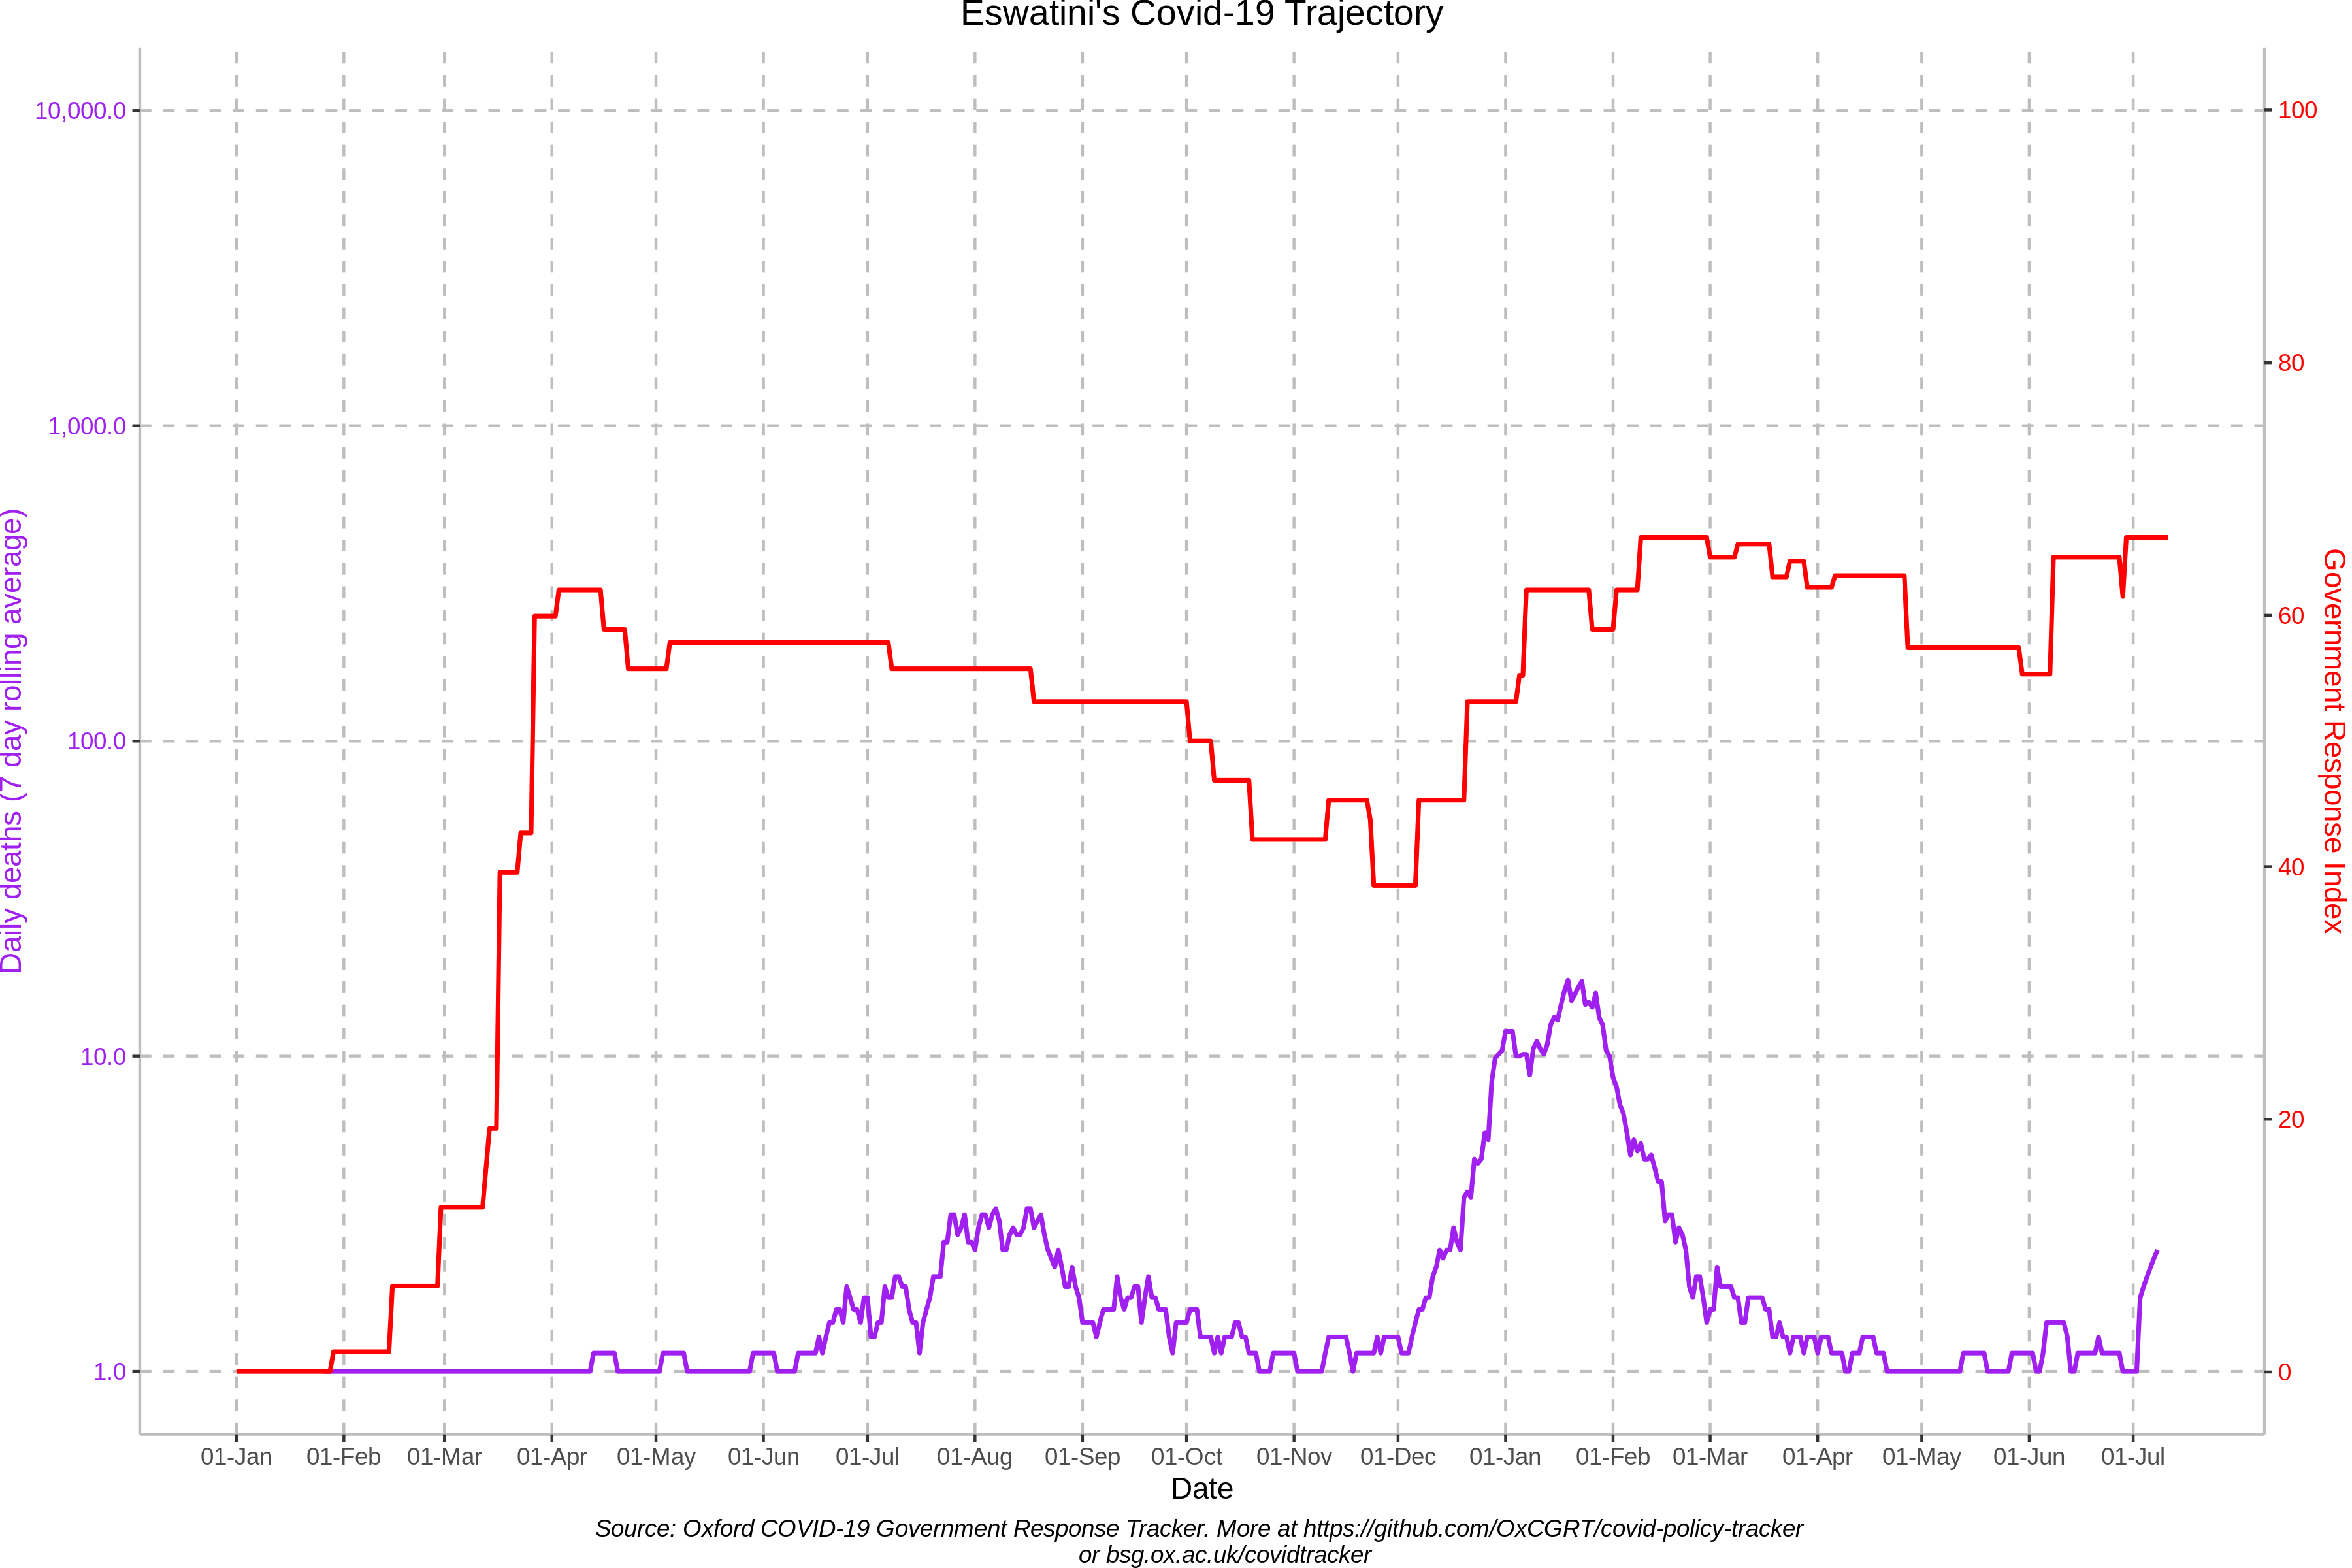 Eswatini's Covid-19 Trajectory
10,000.0
1,000.0
100.0
10.0
1.0
Daily deaths (7 day rolling average)
100
80
60
40
20
0
Government Response Index
01-Jan 01-Feb 01-Mar 01-Apr 01-May 01-Jun 01-Jul 01-Aug 01-Sep 01-Oct 01-Nov 01-Dec 01-Jan 01-Feb 01-Mar 01-Apr 01-May 01-Jun 01-Jul
Date
Source: Oxford COVID-19 Government Response Tracker. More at https://github.com/OxCGRT/covid-policy-tracker
or bsg.ox.ac.uk/covidtracker